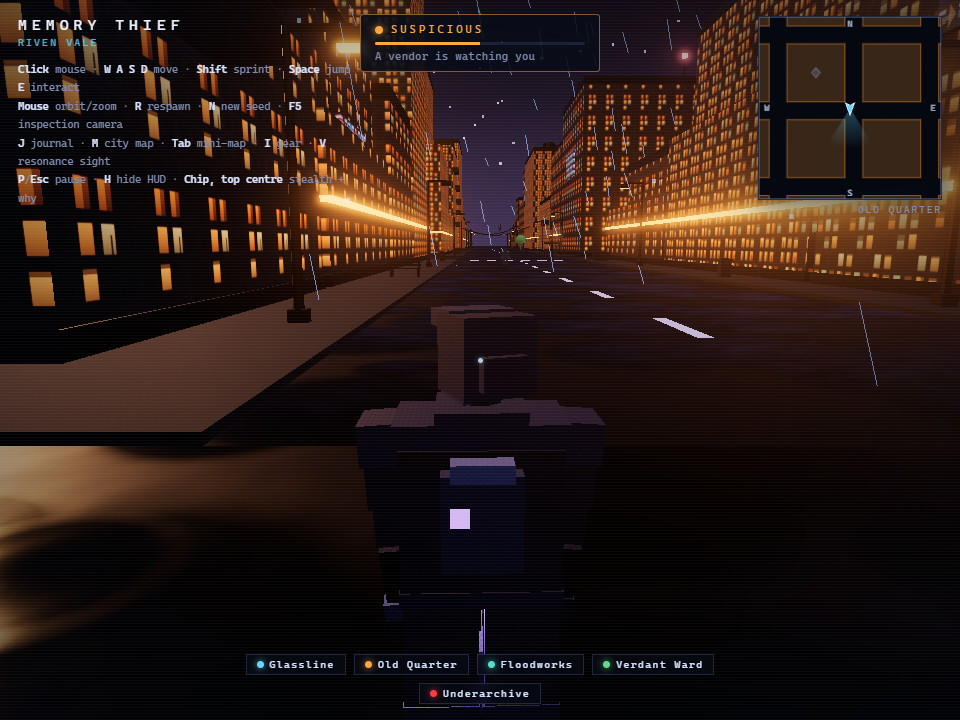 MEMORY THIEF
RIVEN VALE
Click mouse · W A S D move · Shift sprint · Space jump
E interact
Mouse orbit/zoom · R respawn · N new seed · F5
inspection camera
J journal · M city map · Tab mini-map · I gear · V
resonance sight
P/Esc pause · H hide HUD · Chip, top centre stealth
why
SUSPICIOUS
A vendor is watching you
N
W
E
S
OLD QUARTER
Glassline
Old Quarter
Floodworks
Verdant Ward
Underarchive